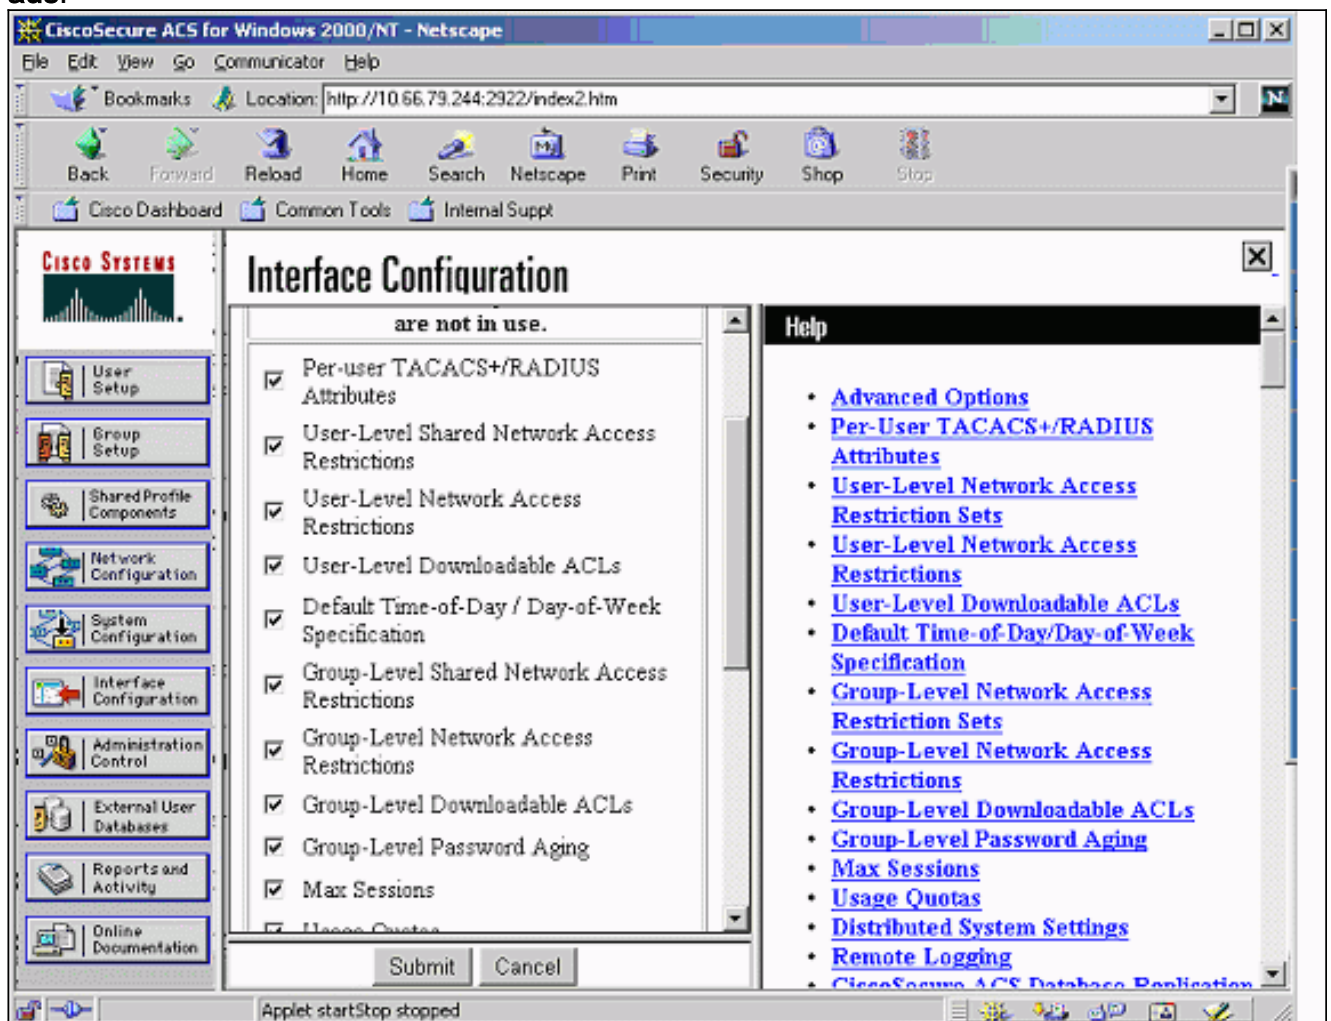 CiscoSecure ACS for Windows 2000/NT - Netscape
File Edit View Go Communicator Help
Bookmarks Location: http://10.66.79.244:2922/index2.htm N
Back Forward Reload Home Search Netscape Print Security Shop Stop
My
Cisco Dashboard Common Tools Internal Suppt
CISCO SYSTEMS
User
Setup
Group
Setup
Shared Profile
Components
Network
Configuration
System
Configuration
Interface
Configuration
Administration
Control
External User
Databases
Reports and
Activity
Online
Documentation
Interface Configuration
are not in use.
Per-user TACACS+/RADIUS
Attributes
User-Level Shared Network Access
Restrictions
User-Level Network Access
Restrictions
User-Level Downloadable ACLs
Default Time-of-Day / Day-of-Week
Specification
Group-Level Shared Network Access
Restrictions
Group-Level Network Access
Restrictions
Group-Level Downloadable ACLs
Group-Level Password Aging
Max Sessions
Usage Quotas
Submit Cancel
Help
• Advanced Options
• Per-User TACACS+/RADIUS
Attributes
• User-Level Network Access
Restriction Sets
• User-Level Network Access
Restrictions
• User-Level Downloadable ACLs
• Default Time-of-Day/Day-of-Week
Specification
• Group-Level Network Access
Restriction Sets
• Group-Level Network Access
Restrictions
• Group-Level Downloadable ACLs
• Group-Level Password Aging
• Max Sessions
• Usage Quotas
• Distributed System Settings
• Remote Logging
• CiscoSecure ACS Database Replication
Applet startStop stopped